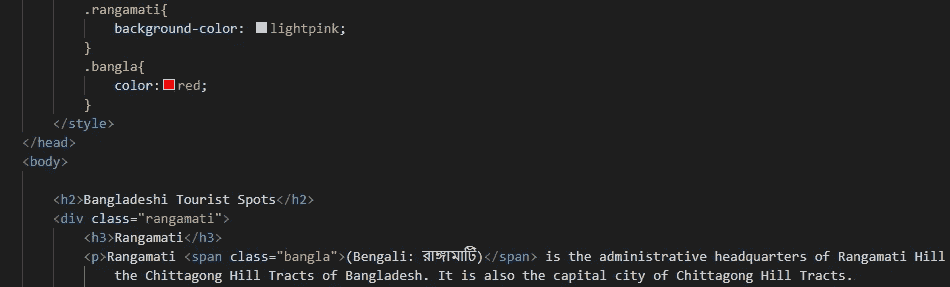 .rangamati{
background-color: lightpink;
}
.bangla{
color:red;
}
</style>
</head>
<body>
<h2>Bangladeshi Tourist Spots</h2>
<div class="rangamati">
<h3>Rangamati</h3>
<p>Rangamati <span class="bangla">(Bengali: রাঙ্গামাটি)</span> is the administrative headquarters of Rangamati Hill
the Chittagong Hill Tracts of Bangladesh. It is also the capital city of Chittagong Hill Tracts.